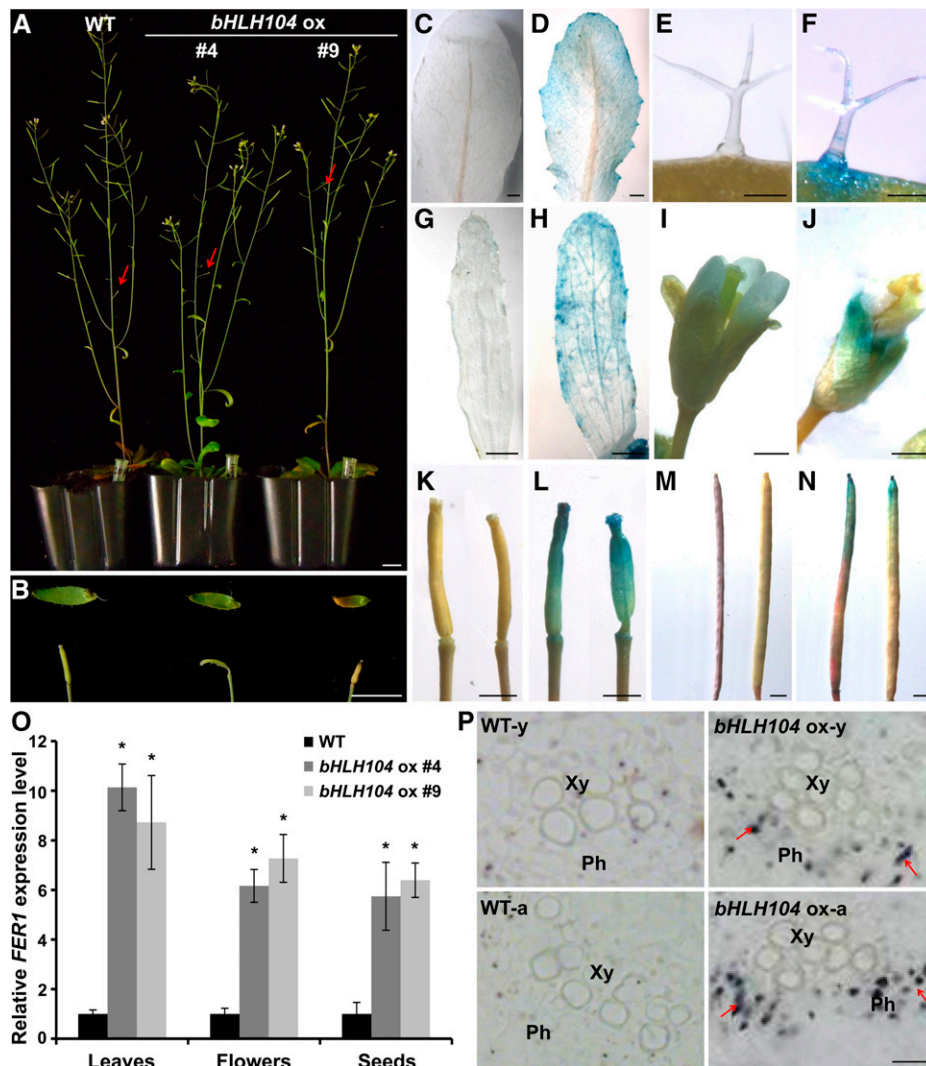 A
WT
bHLH104 ox
#4
#9
B
C
D
E
F
G
H
I
J
K
L
M
N
O
Relative FER1 expression level
12
10
8
6
4
2
0
WT
bHLH104 ox #4
bHLH104 ox #9
* *
* *
* *
Leaves Flowers Seeds
P
WT-y
Xy
Ph
bHLH104 ox-y
Xy
Ph
WT-a
Xy
Ph
bHLH104 ox-a
Xy
Ph